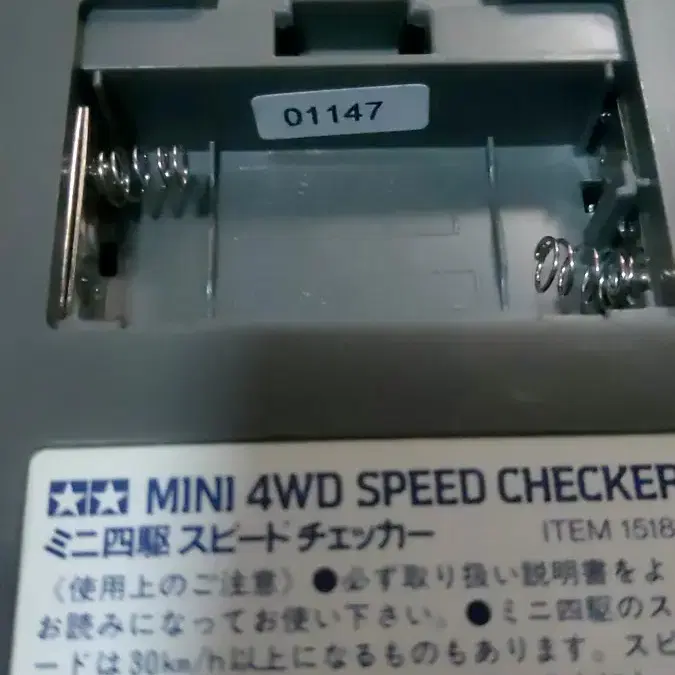 01147
MINI 4WD SPEED CHECKER
ミニ四駆 スピードチェッカー
ITEM 1518
〈使用上のご注意〉 ●必ず取り扱い説明書をよ
お読みになってお使い下さい。 ●ミニ四駆のス
ードは30km/h以上になるものもあります。スピ